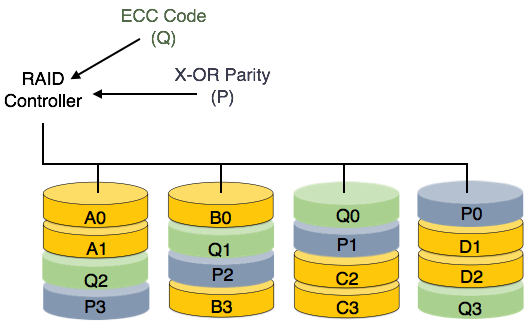 ECC Code
(Q)
X-OR Parity
(P)
RAID
Controller
A0
B0
Q0
P0
A1
Q1
P1
D1
Q2
P2
C2
D2
P3
B3
C3
Q3